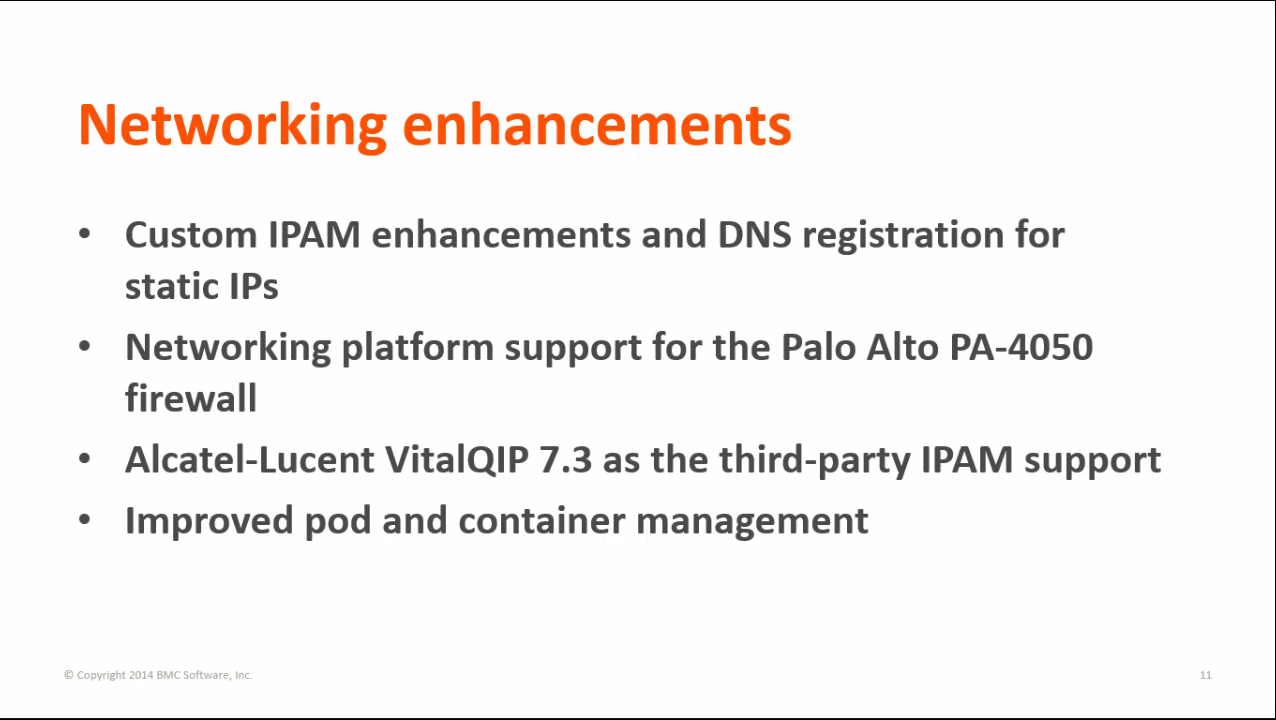 Networking enhancements
• Custom IPAM enhancements and DNS registration for
static IPs
• Networking platform support for the Palo Alto PA-4050
firewall
• Alcatel-Lucent VitalQIP 7.3 as the third-party IPAM support
• Improved pod and container management
© Copyright 2014 BMC Software, Inc.
11